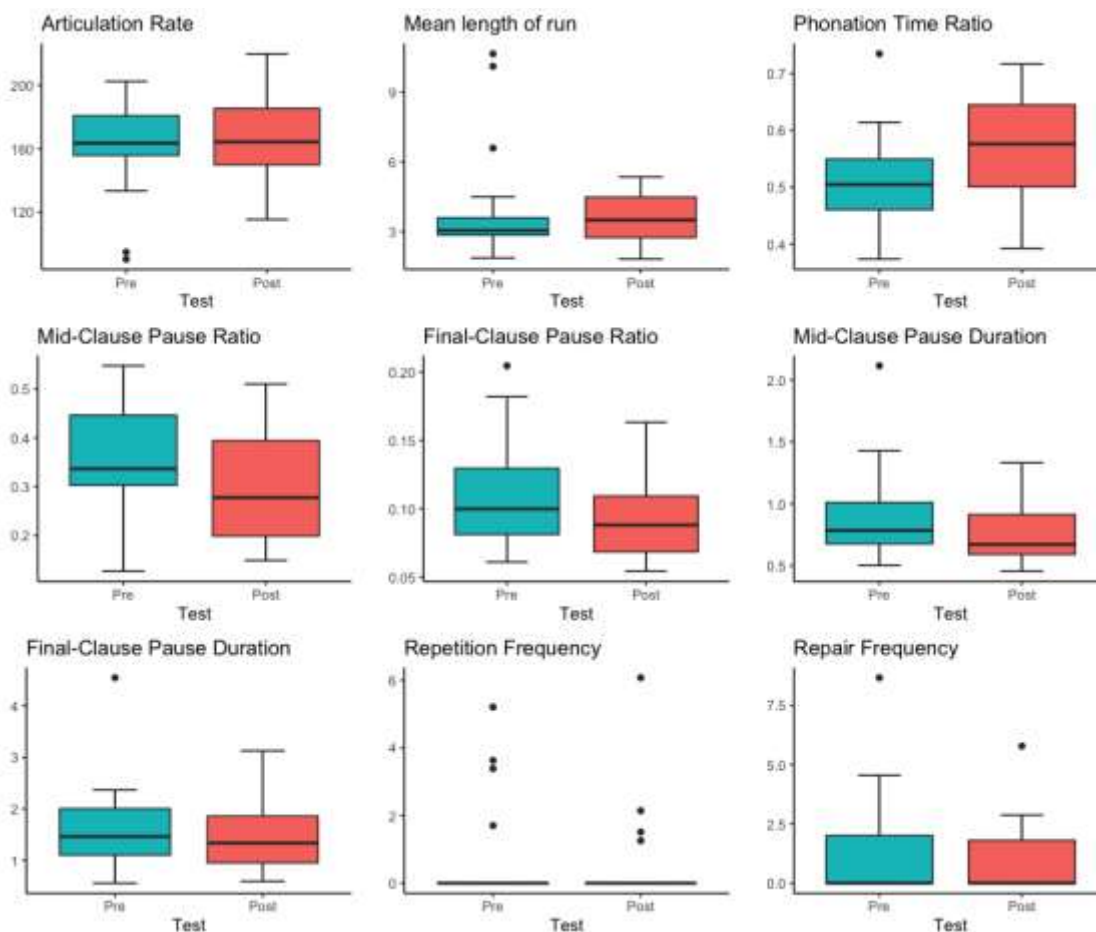 Articulation Rate
200
160
120
Pre Post
Test
Mean length of run
9
6
3
Pre Post
Test
Phonation Time Ratio
0.7
0.6
0.5
0.4
Pre Post
Test
Mid-Clause Pause Ratio
0.5
0.4
0.3
0.2
Pre Post
Test
Final-Clause Pause Ratio
0.20
0.15
0.10
0.05
Pre Post
Test
Mid-Clause Pause Duration
2.0
1.5
1.0
0.5
Pre Post
Test
Final-Clause Pause Duration
4
3
2
1
Pre Post
Test
Repetition Frequency
6
4
2
0
Pre Post
Test
Repair Frequency
7.5
5.0
2.5
0.0
Pre Post
Test